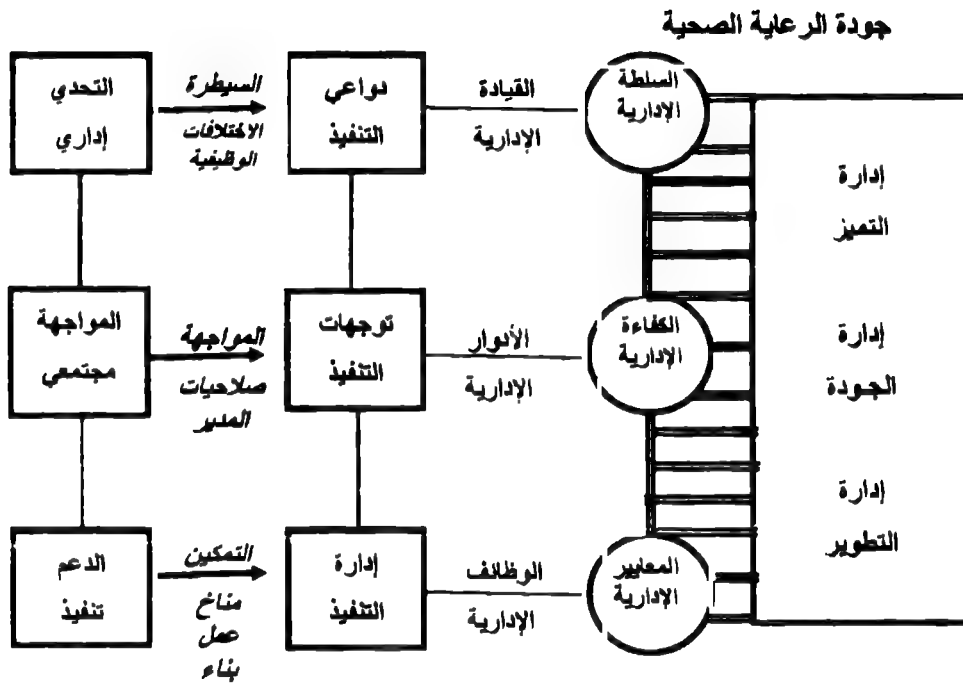 جودة الرعاية الصحية
التحدي
إداري
السيطرة
الاختلافات
الوظيفية
دواعي
التنفيذ
القيادة
الإدارية
السلطة
الإدارية
إدارة
التميز
المواجهة
مجتمعي
المواجهة
صلاحيات
المدير
توجهات
التنفيذ
الأدوار
الإدارية
الكفاءة
الإدارية
إدارة
الجودة
الدعم
تنفيذ
التمكين
مناخ
عمل
بناء
إدارة
التنفيذ
الوظائف
الإدارية
المعايير
الإدارية
إدارة
التطوير